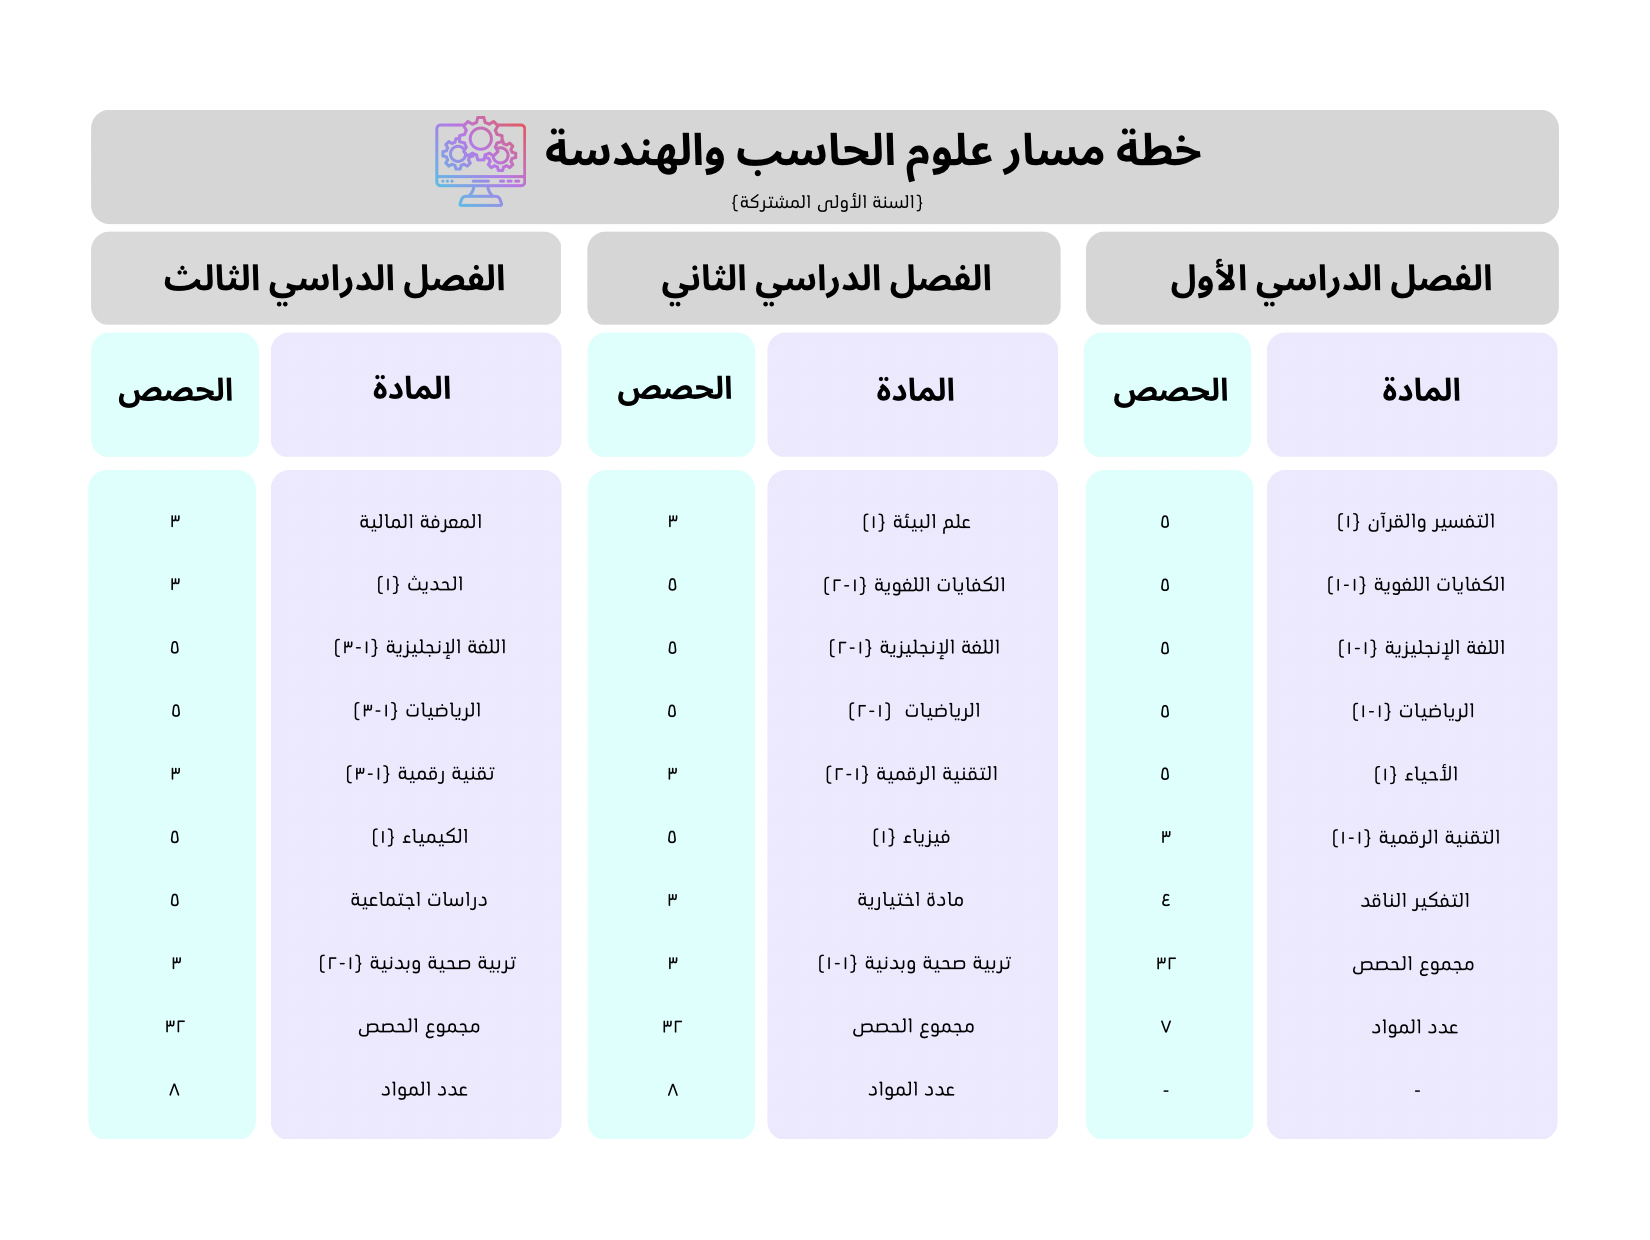 خطة مسار علوم الحاسب والهندسة
{السنة الأولى المشتركة}
الفصل الدراسي الأول
المادة الحصص
التفسير والقرآن {١) ٥
الكفايات اللغوية {١-١) ٥
اللغة الإنجليزية {١-١) ٥
الرياضيات {١-١) ٥
الأحياء {١) ٥
التقنية الرقمية {١-١) ٣
التفكير الناقد ٤
مجموع الحصص ٣٢
عدد المواد ٧
- -
الفصل الدراسي الثاني
المادة الحصص
علم البيئة {١) ٣
الكفايات اللغوية {١-٢) ٥
اللغة الإنجليزية {١-٢) ٥
الرياضيات (١-٢) ٥
التقنية الرقمية {١-٢) ٣
فيزياء {١) ٥
مادة اختيارية ٣
تربية صحية وبدنية {١-١) ٣
مجموع الحصص ٣٢
عدد المواد ٨
الفصل الدراسي الثالث
المادة الحصص
المعرفة المالية ٣
الحديث {١) ٣
اللغة الإنجليزية {١-٣) ٥
الرياضيات {١-٣) ٥
تقنية رقمية {١-٣) ٣
الكيمياء {١) ٥
دراسات اجتماعية ٥
تربية صحية وبدنية {١-٢) ٣
مجموع الحصص ٣٢
عدد المواد ٨